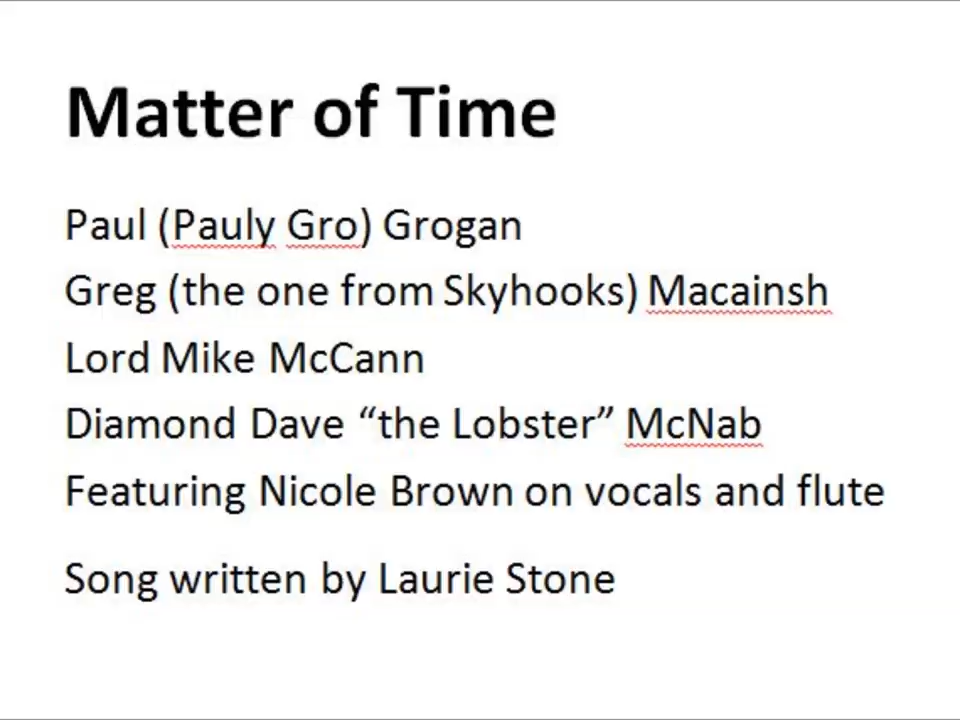 Matter of Time
Paul (Pauly Gro) Grogan
Greg (the one from Skyhooks) Macainsh
Lord Mike McCann
Diamond Dave “the Lobster” McNab
Featuring Nicole Brown on vocals and flute
Song written by Laurie Stone